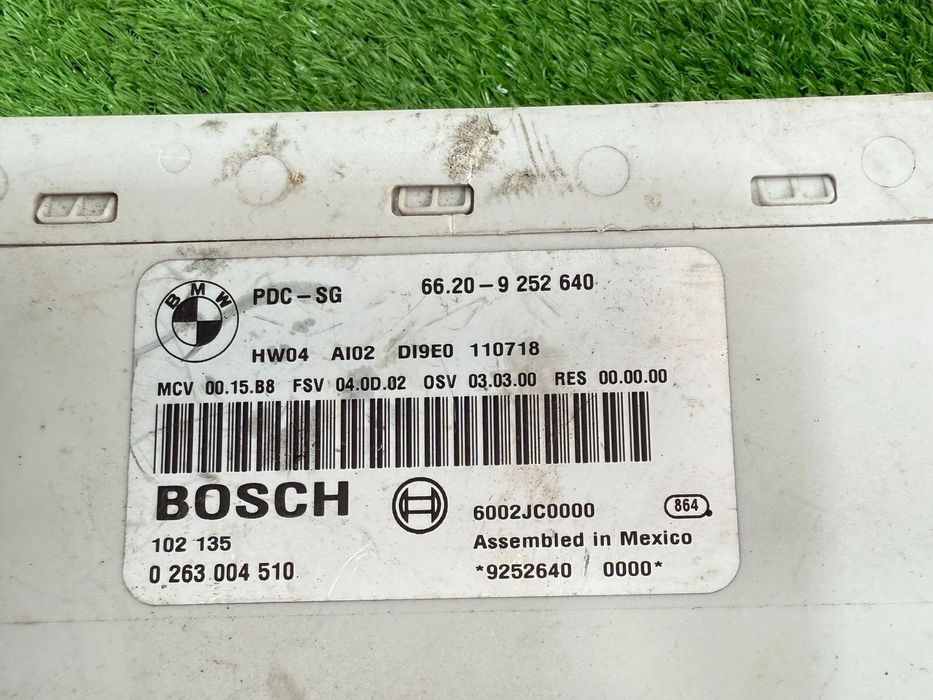 BMW
PDC-SG 66.20-9 252 640
HW04 AI02 DI9E0 110718
MCV 00.15.B8 FSV 04.0D.02 OSV 03.03.00 RES 00.00.00
BOSCH
6002JC0000 864
102 135 Assembled in Mexico
0 263 004 510 *9252640 0000*